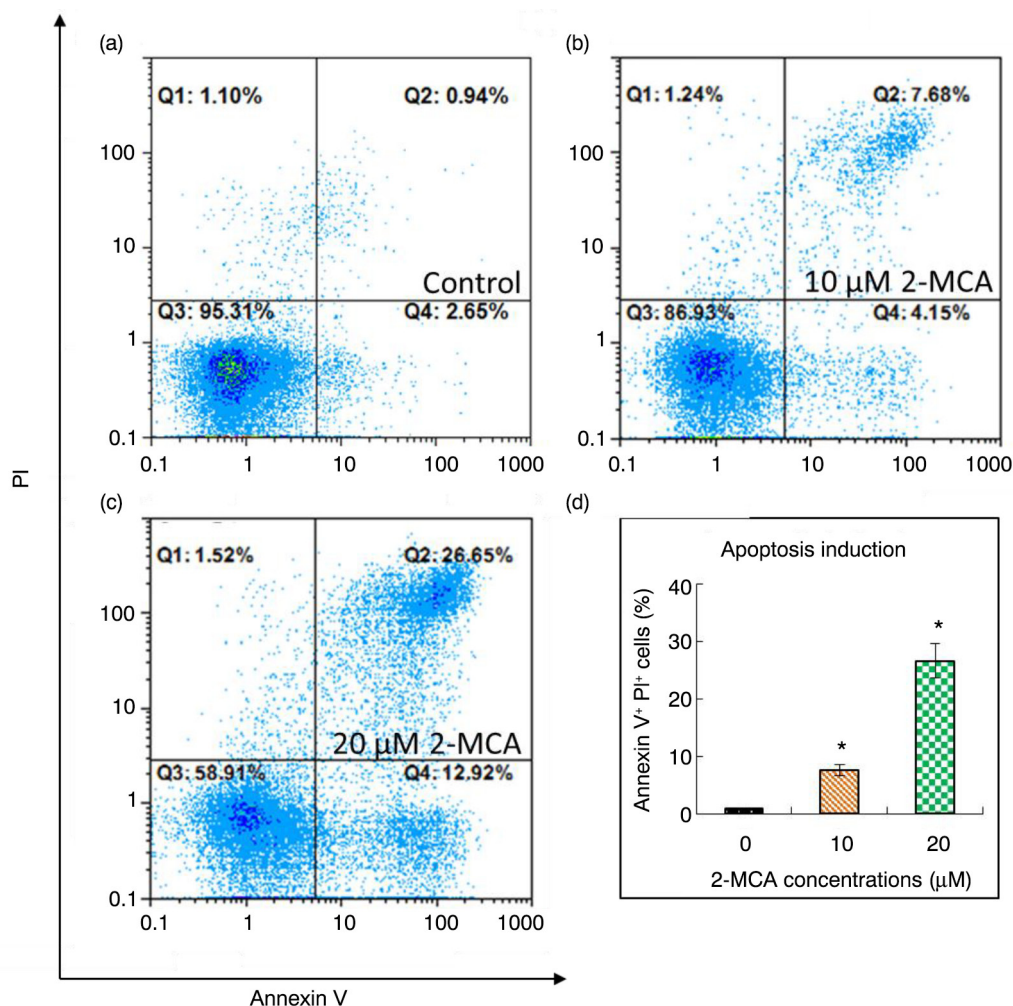 (a)
Q1: 1.10%
Q2: 0.94%
100
10
Control
Q3: 95.31%
Q4: 2.65%
1
0.1
0.1 1 10 100 1000
(b)
Q1: 1.24%
Q2: 7.68%
100
10
10 µM 2-MCA
Q3: 86.93%
Q4: 4.15%
1
0.1
0.1 1 10 100 1000
PI
(c)
Q1: 1.52%
Q2: 26.65%
100
10
20 µM 2-MCA
Q3: 58.91%
Q4: 12.92%
1
0.1
0.1 1 10 100 1000
(d)
Apoptosis induction
Annexin V⁺ PI⁺ cells (%)
40
30
20
10
0
*
*
0 10 20
2-MCA concentrations (µM)
Annexin V